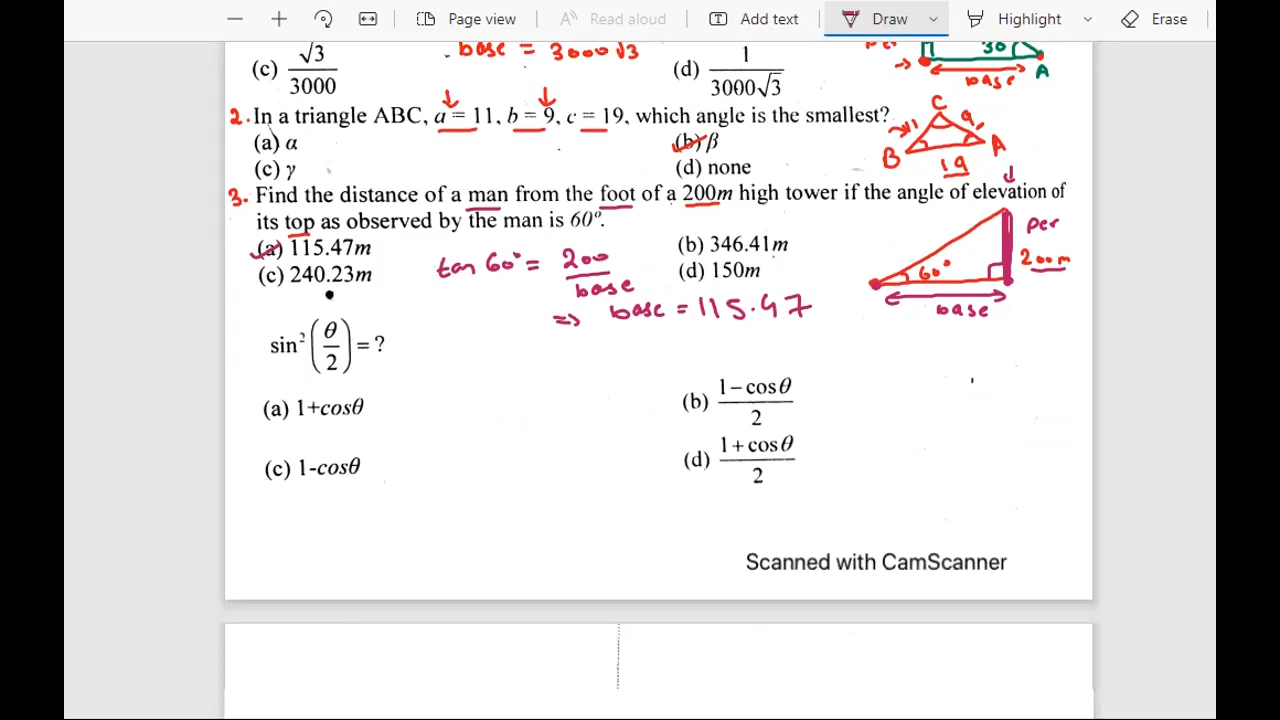 Page view
Read aloud
Add text
Draw
Highlight
Erase
(c) √3/3000
base = 3000√3
(d) 1/3000√3
30
base
A
2. In a triangle ABC, a = 11, b = 9, c = 19, which angle is the smallest?
(a) α
(b) β
(c) γ
(d) none
C
11
9
B
A
19
3. Find the distance of a man from the foot of a 200m high tower if the angle of elevation of
its top as observed by the man is 60°.
(a) 115.47m
(b) 346.41m
(c) 240.23m
(d) 150m
tan 60° = 200/base
⇒ base = 115.47
per
200m
60°
base
sin²(θ/2) = ?
(a) 1+cosθ
(b) 1−cosθ/2
(c) 1-cosθ
(d) 1+cosθ/2
Scanned with CamScanner